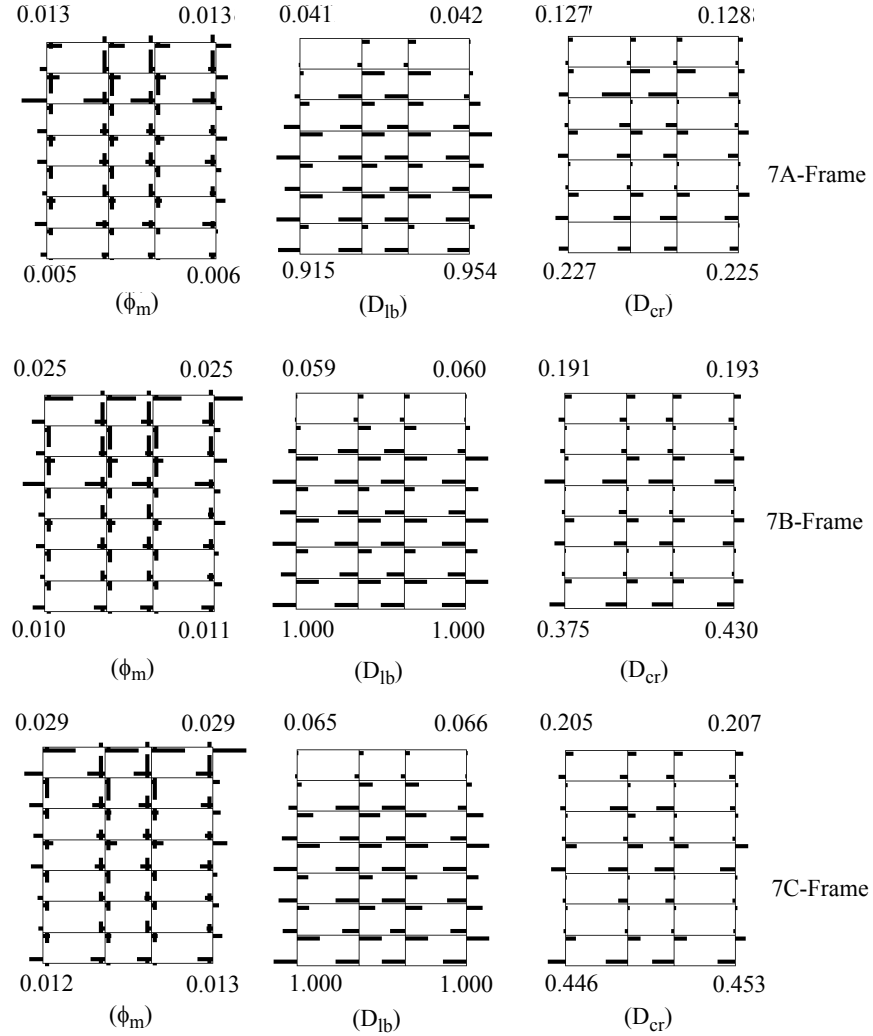 0.013 0.013 0.041 0.042 0.127 0.128
7A-Frame
0.005 0.006 0.915 0.954 0.227 0.225
(ϕm) (Dlb) (Dcr)
0.025 0.025 0.059 0.060 0.191 0.193
7B-Frame
0.010 0.011 1.000 1.000 0.375 0.430
(ϕm) (Dlb) (Dcr)
0.029 0.029 0.065 0.066 0.205 0.207
7C-Frame
0.012 0.013 1.000 1.000 0.446 0.453
(ϕm) (Dlb) (Dcr)